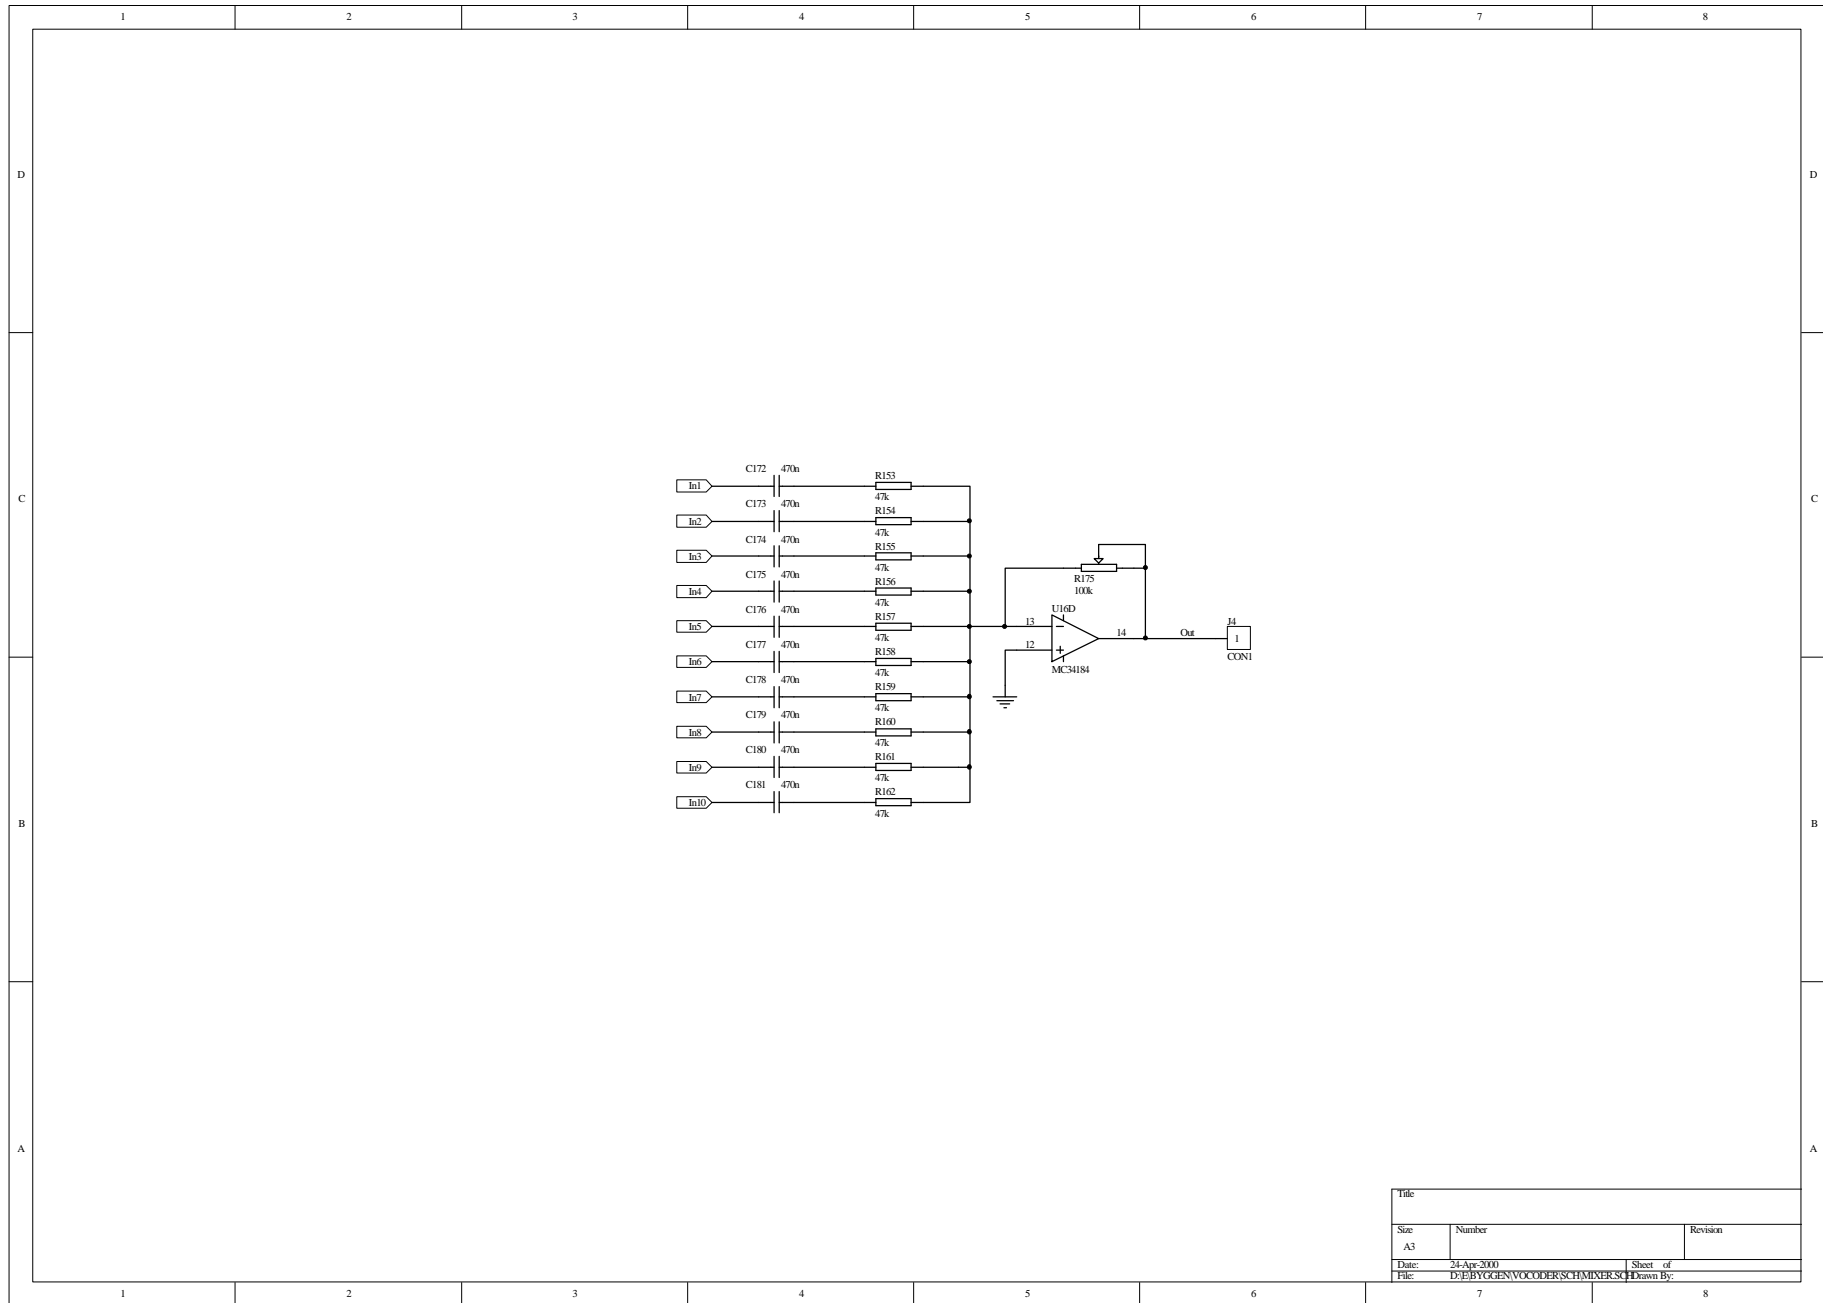 1 2 3 4 5 6 7 8
D D
C172 470n
In1 R153
47k
C173 470n
In2 R154
47k
C174 470n
In3 R155
47k
C175 470n
In4 R156
47k
C176 470n
In5 R157
47k
C177 470n
In6 R158
47k
C178 470n
In7 R159
47k
C179 470n
In8 R160
47k
C180 470n
In9 R161
47k
C181 470n
In10 R162
47k
C C
R175
100k
U16D
13
12
14
MC34184
Out
J4
1
CON1
B B
A A
Title
Size Number Revision
A3
Date: 24-Apr-2000 Sheet of
File: D:\E\BYGGEN\VOCODER\SCH\MIXER.SCH Drawn By:
1 2 3 4 5 6 7 8